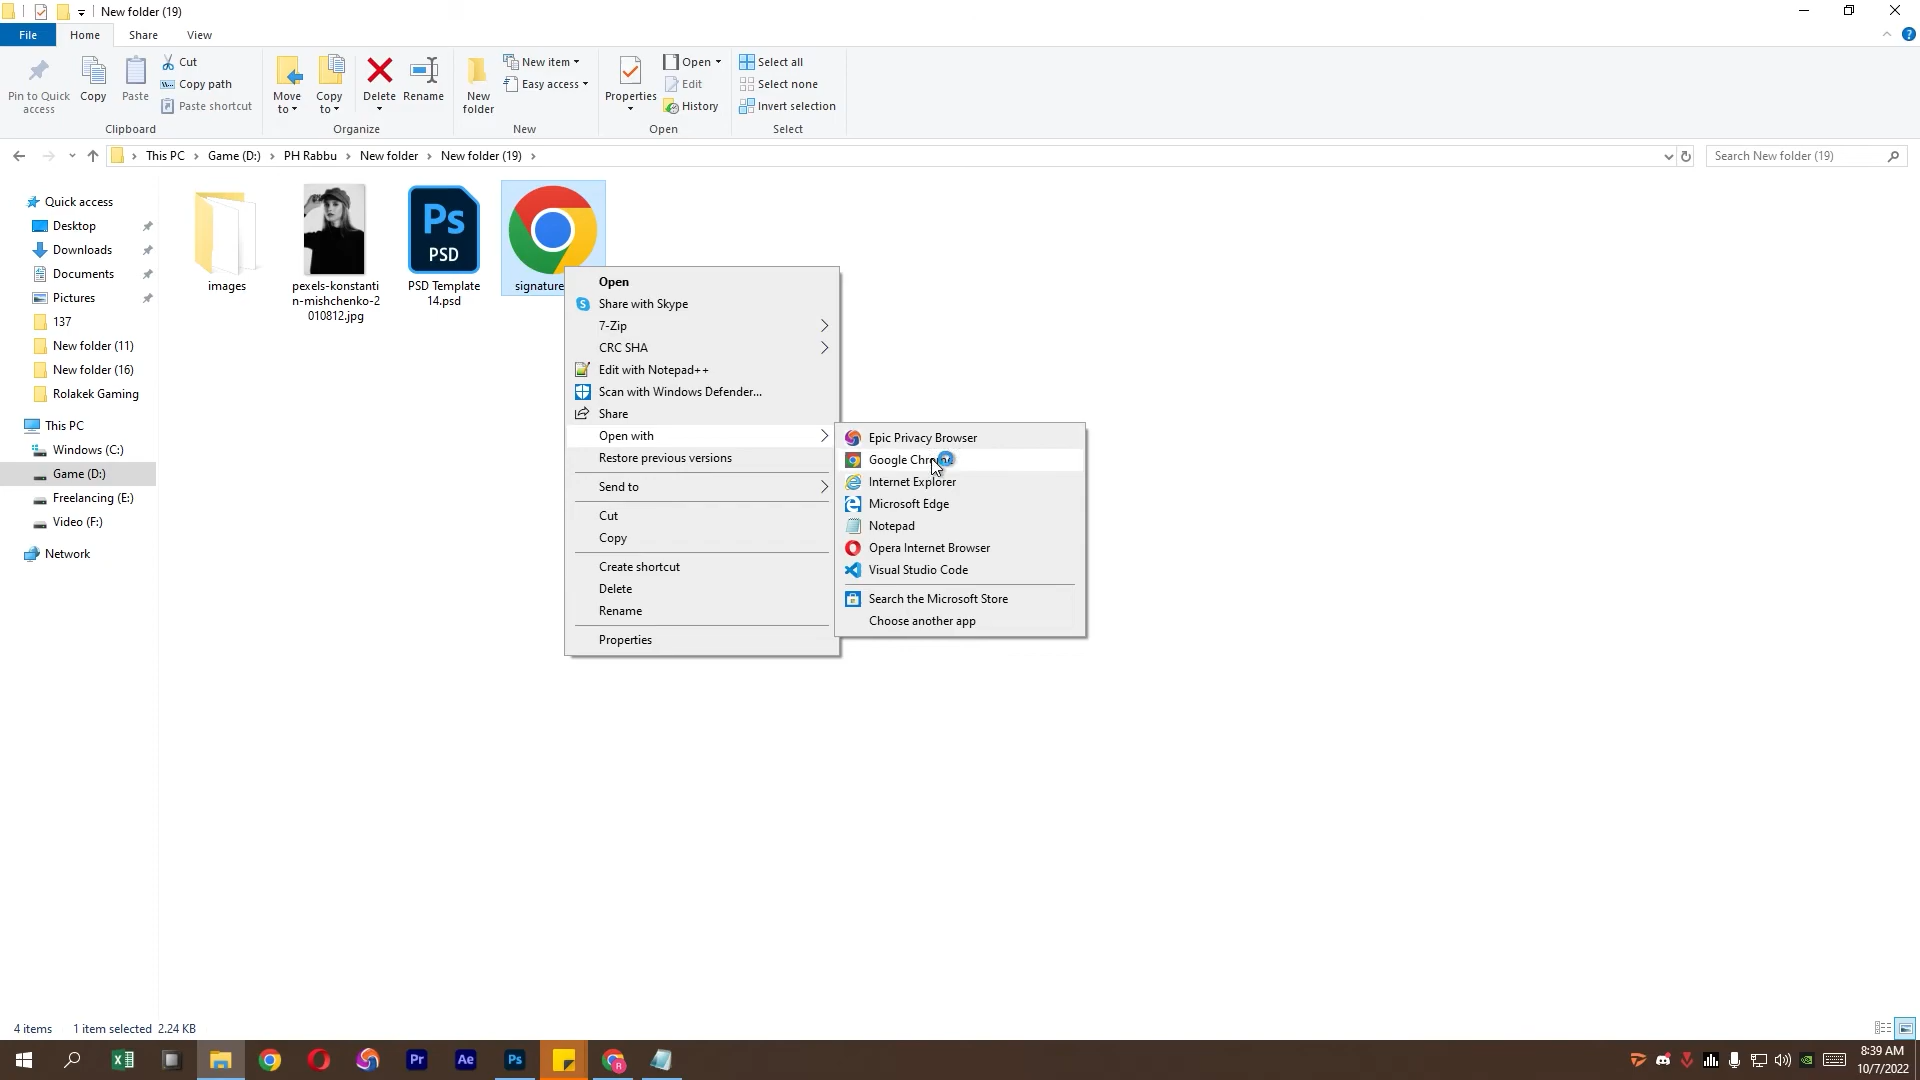 New folder (19)
File Home Share View
Pin to Quick access
Copy
Paste
Cut
Copy path
Paste shortcut
Clipboard
Move to
Copy to
Delete
Rename
Organize
New folder
New item
Easy access
New
Properties
Open
Edit
History
Open
Select all
Select none
Invert selection
Select
This PC > Game (D:) > PH Rabbu > New folder > New folder (19) >
Search New folder (19)
Quick access
Desktop
Downloads
Documents
Pictures
137
New folder (11)
New folder (16)
Rolakek Gaming
This PC
Windows (C:)
Game (D:)
Freelancing (E:)
Video (F:)
Network
images
pexels-konstanti
n-mishchenko-2
010812.jpg
Ps
PSD
PSD Template
14.psd
signature
Open
Share with Skype
7-Zip
CRC SHA
Edit with Notepad++
Scan with Windows Defender...
Share
Open with
Restore previous versions
Send to
Cut
Copy
Create shortcut
Delete
Rename
Properties
Epic Privacy Browser
Google Chrome
Internet Explorer
Microsoft Edge
Notepad
Opera Internet Browser
Visual Studio Code
Search the Microsoft Store
Choose another app
4 items 1 item selected 2.24 KB
Pr Ae Ps
8:39 AM
10/7/2022